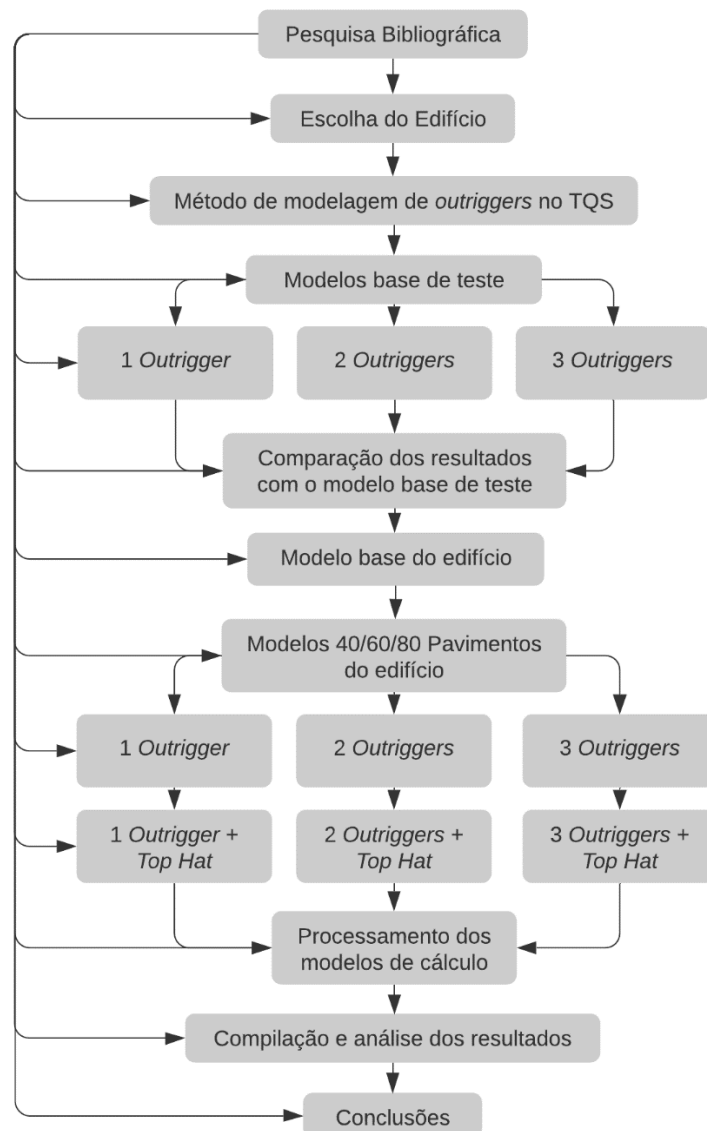 Pesquisa Bibliográfica
Escolha do Edifício
Método de modelagem de outriggers no TQS
Modelos base de teste
1 Outrigger
2 Outriggers
3 Outriggers
Comparação dos resultados
com o modelo base de teste
Modelo base do edifício
Modelos 40/60/80 Pavimentos
do edifício
1 Outrigger
2 Outriggers
3 Outriggers
1 Outrigger +
Top Hat
2 Outriggers +
Top Hat
3 Outriggers +
Top Hat
Processamento dos
modelos de cálculo
Compilação e análise dos resultados
Conclusões